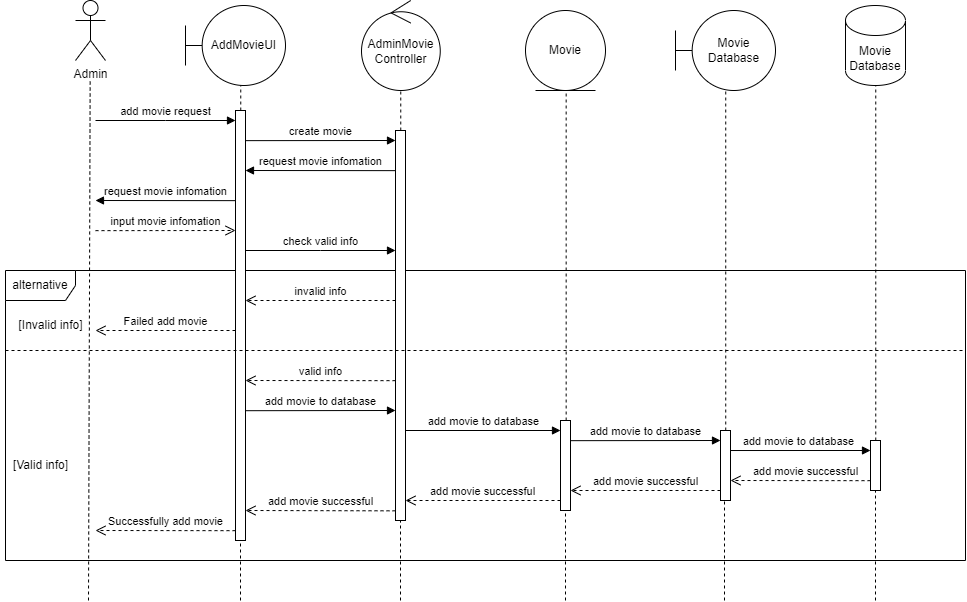 Admin
AddMovieUI
AdminMovie
Controller
Movie
Movie
Database
Movie
Database
add movie request
create movie
request movie infomation
request movie infomation
input movie infomation
check valid info
alternative
invalid info
[Invalid info]
Failed add movie
valid info
add movie to database
add movie to database
add movie to database
add movie to database
[Valid info]
add movie successful
add movie successful
add movie successful
add movie successful
Successfully add movie